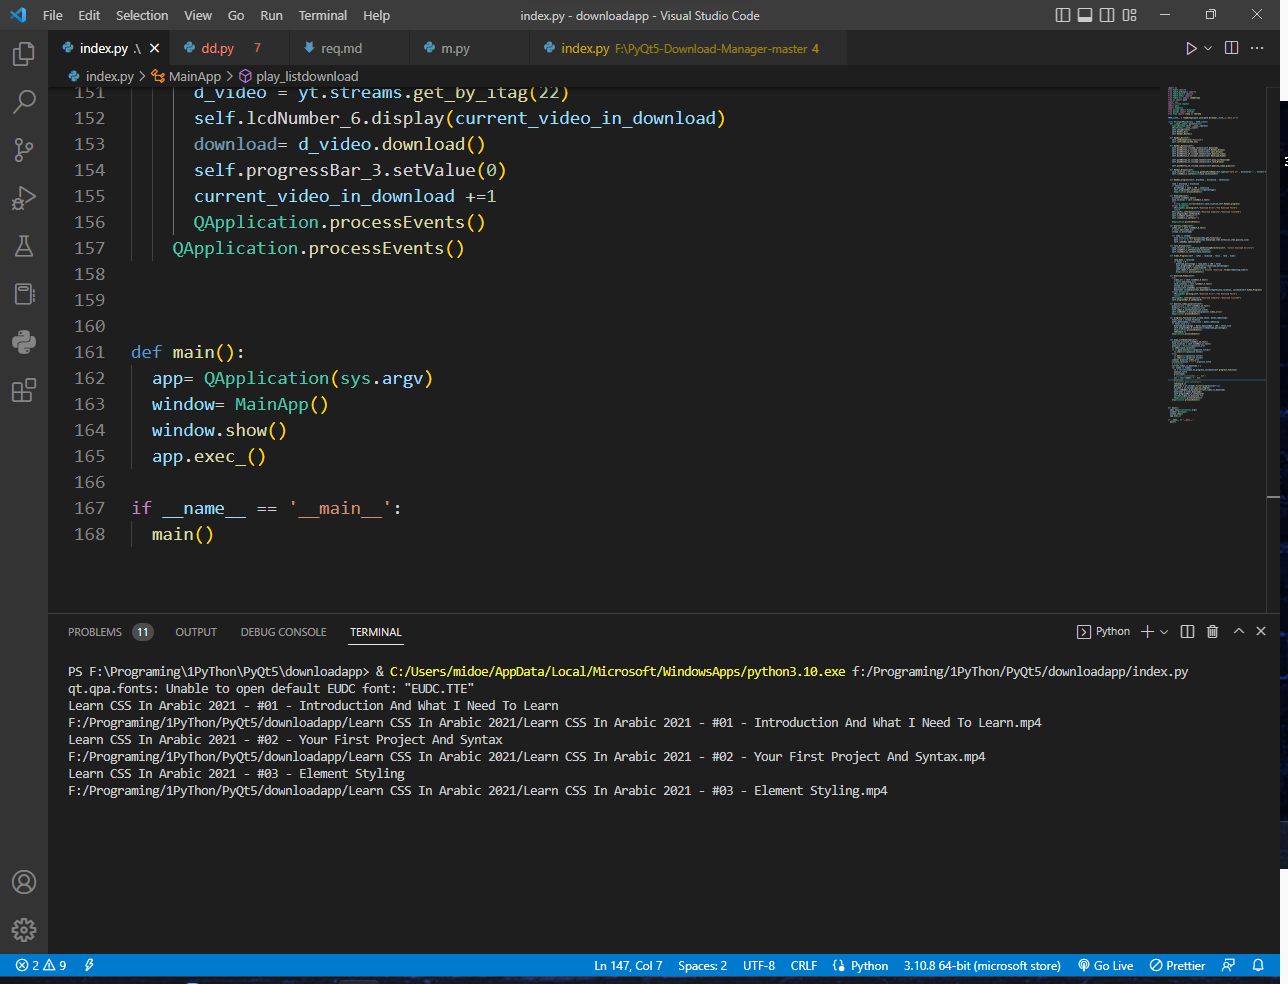 File Edit Selection View Go Run Terminal Help index.py - downloadapp - Visual Studio Code
index.py .\ dd.py 7 req.md m.py index.py F:\PyQt5-Download-Manager-master 4
index.py > MainApp > play_listdownload
151 d_video = yt.streams.get_by_itag(22)
152 self.lcdNumber_6.display(current_video_in_download)
153 download= d_video.download()
154 self.progressBar_3.setValue(0)
155 current_video_in_download +=1
156 QApplication.processEvents()
157 QApplication.processEvents()
158
159
160
161 def main():
162 app= QApplication(sys.argv)
163 window= MainApp()
164 window.show()
165 app.exec_()
166
167 if __name__ == '__main__':
168 main()
PROBLEMS 11 OUTPUT DEBUG CONSOLE TERMINAL Python
PS F:\Programing\1PyThon\PyQt5\downloadapp> & C:/Users/midoe/AppData/Local/Microsoft/WindowsApps/python3.10.exe f:/Programing/1PyThon/PyQt5/downloadapp/index.py
qt.qpa.fonts: Unable to open default EUDC font: "EUDC.TTE"
Learn CSS In Arabic 2021 - #01 - Introduction And What I Need To Learn
F:/Programing/1PyThon/PyQt5/downloadapp/Learn CSS In Arabic 2021/Learn CSS In Arabic 2021 - #01 - Introduction And What I Need To Learn.mp4
Learn CSS In Arabic 2021 - #02 - Your First Project And Syntax
F:/Programing/1PyThon/PyQt5/downloadapp/Learn CSS In Arabic 2021/Learn CSS In Arabic 2021 - #02 - Your First Project And Syntax.mp4
Learn CSS In Arabic 2021 - #03 - Element Styling
F:/Programing/1PyThon/PyQt5/downloadapp/Learn CSS In Arabic 2021/Learn CSS In Arabic 2021 - #03 - Element Styling.mp4
2 9 Ln 147, Col 7 Spaces: 2 UTF-8 CRLF Python 3.10.8 64-bit (microsoft store) Go Live Prettier